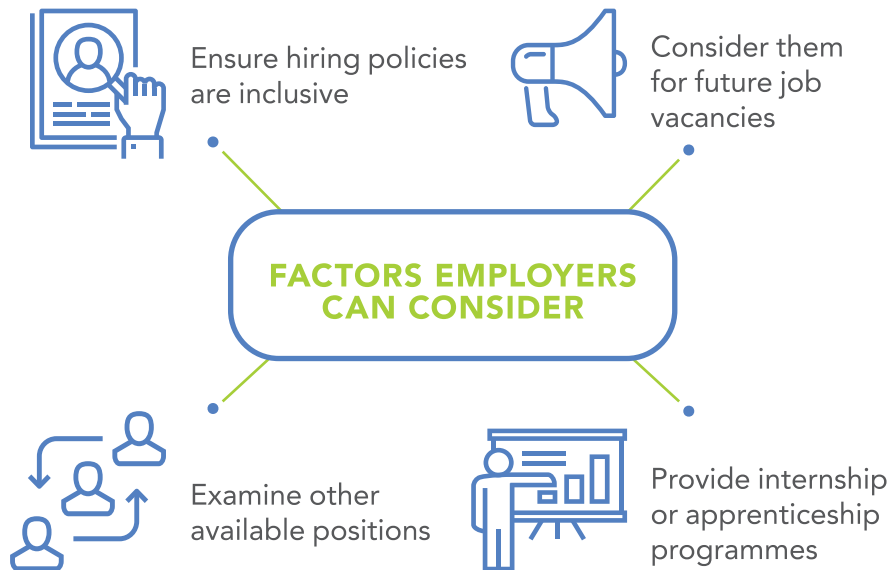 Ensure hiring policies
are inclusive
Consider them
for future job
vacancies
FACTORS EMPLOYERS
CAN CONSIDER
Examine other
available positions
Provide internship
or apprenticeship
programmes